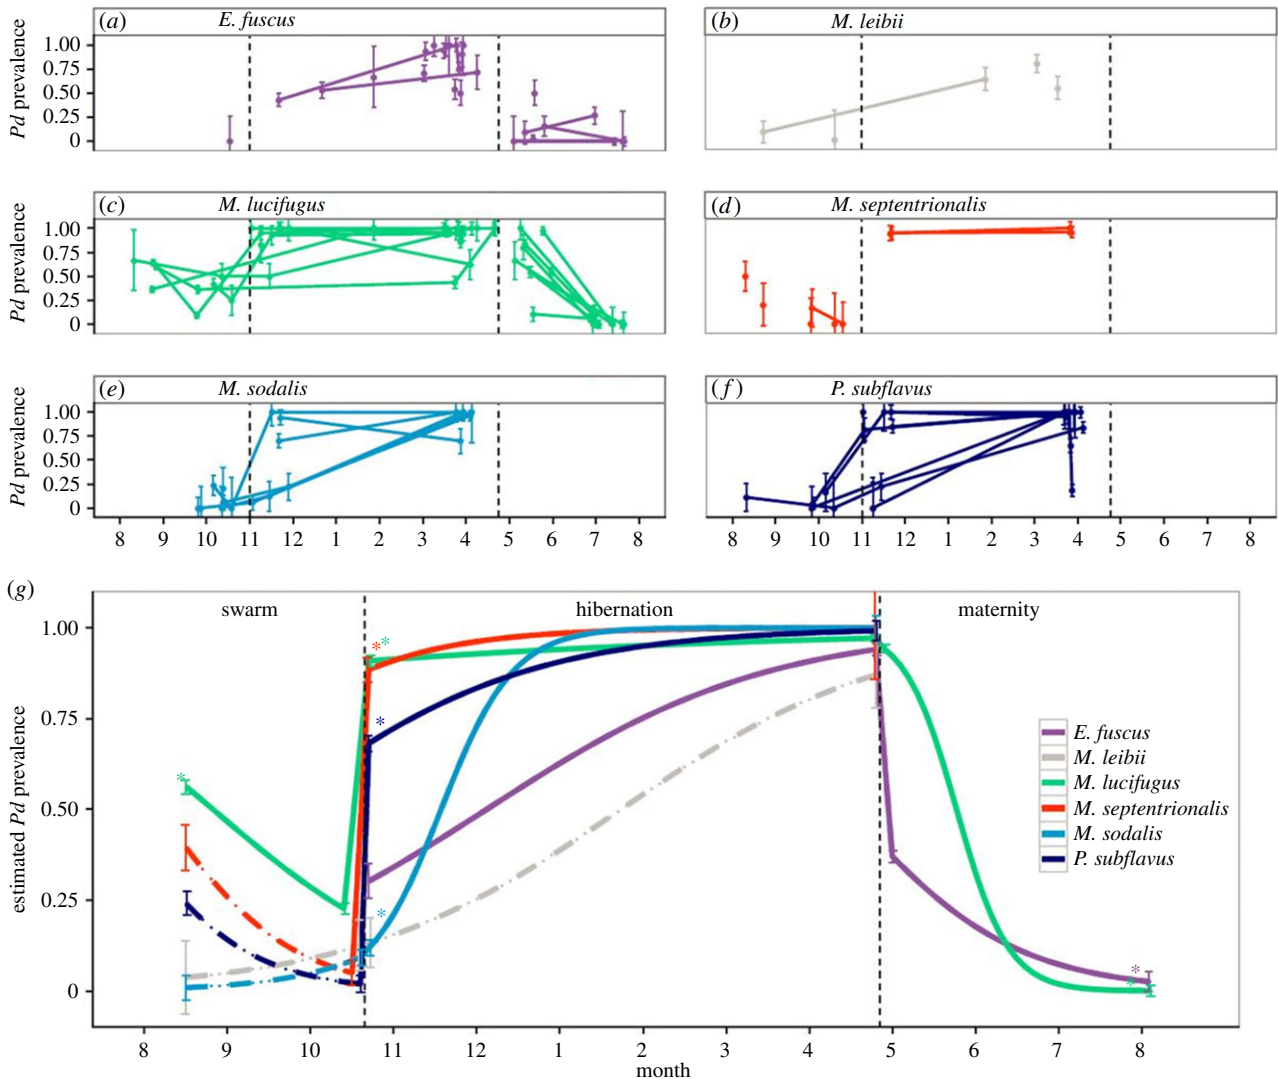 (a) E. fuscus
(b) M. leibii
Pd prevalence
1.00
0.75
0.50
0.25
0
(c) M. lucifugus
(d) M. septentrionalis
Pd prevalence
1.00
0.75
0.50
0.25
0
(e) M. sodalis
(f) P. subflavus
Pd prevalence
1.00
0.75
0.50
0.25
0
8 9 10 11 12 1 2 3 4 5 6 7 8
8 9 10 11 12 1 2 3 4 5 6 7 8
(g)
swarm hibernation maternity
estimated Pd prevalence
1.00
0.75
0.50
0.25
0
* *
*
*
*
*
*
E. fuscus
M. leibii
M. lucifugus
M. septentrionalis
M. sodalis
P. subflavus
8 9 10 11 12 1 2 3 4 5 6 7 8
month